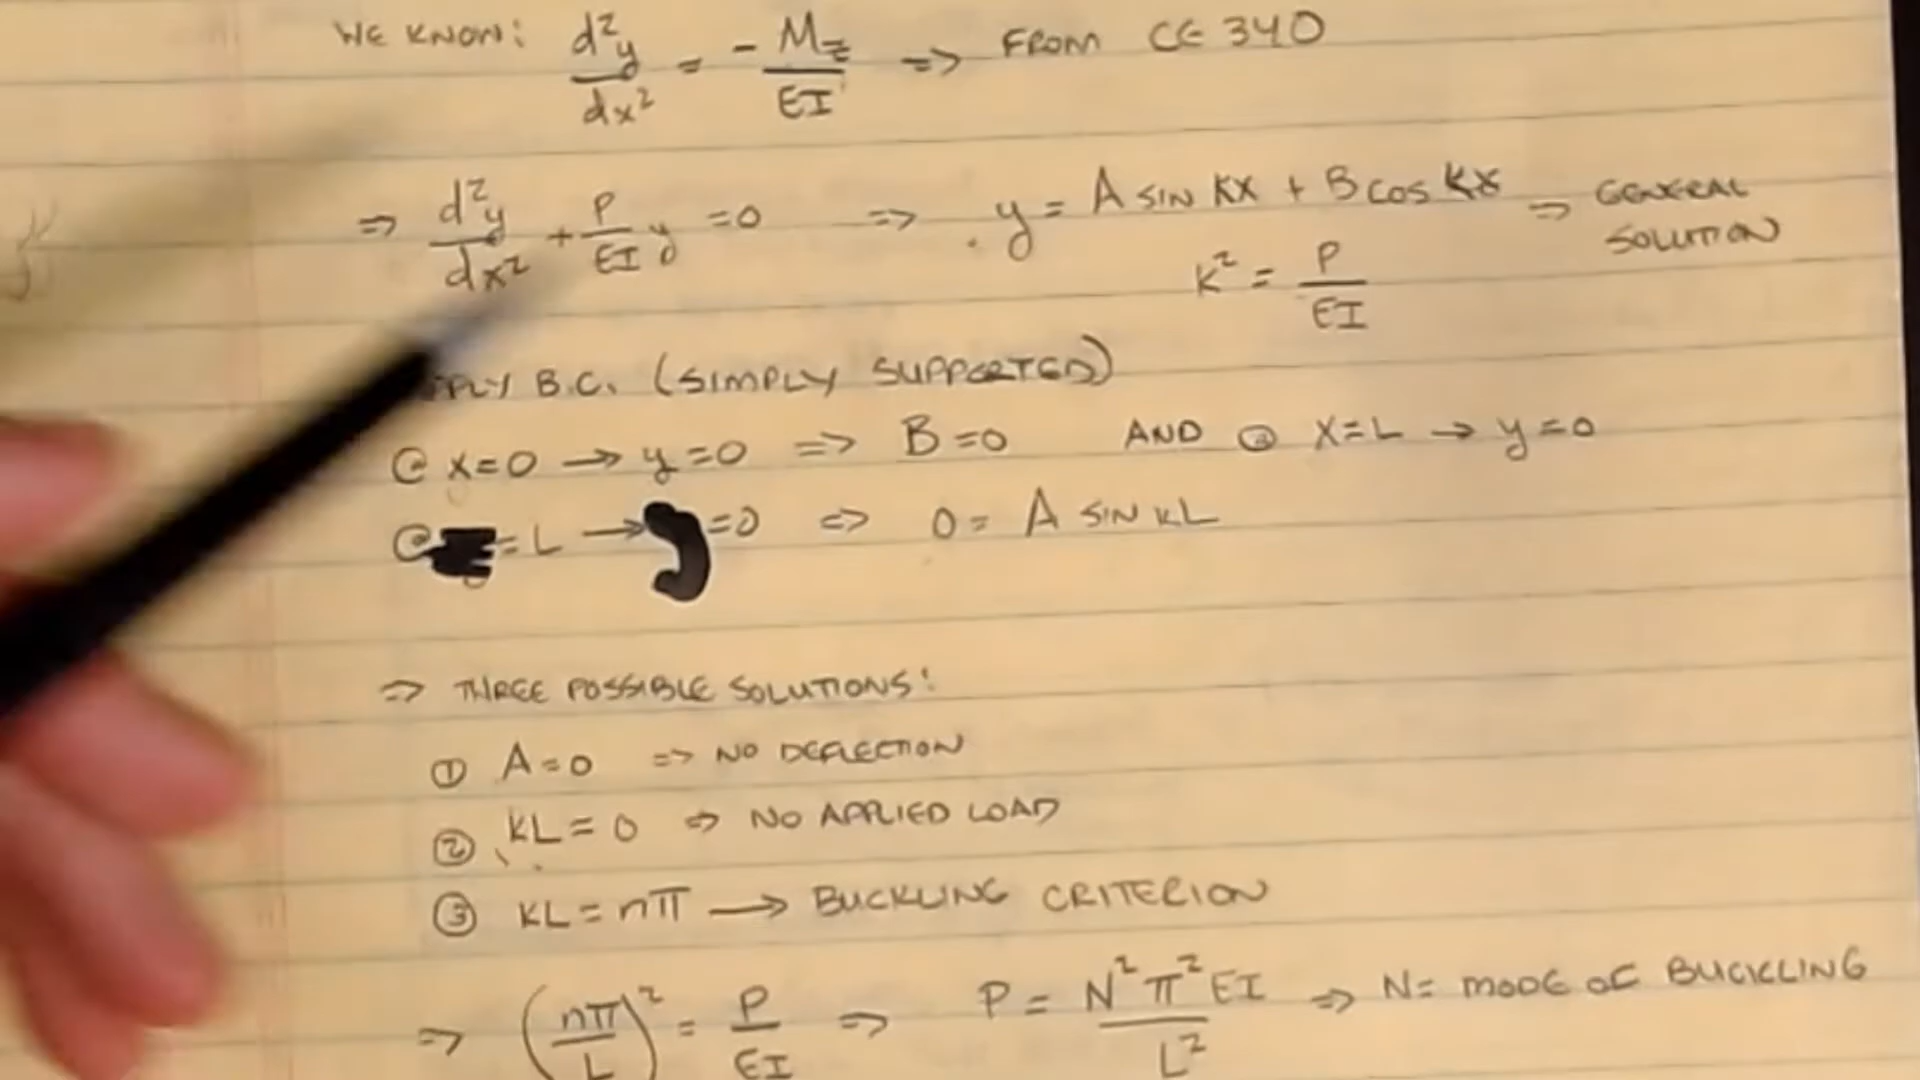 WE KNOW: d²y/dx² = - M_z/EI => FROM CE 340
=> d²y/dx² + P/EI y = 0 => y = A SIN KX + B COS KX => GENERAL SOLUTION
K² = P/EI
PLY B.C. (SIMPLY SUPPORTED)
@ X=0 → y=0 => B=0 AND @ X=L → y=0
@ =L → =0 => 0 = A SIN KL
=> THREE POSSIBLE SOLUTIONS:
① A=0 => NO DEFLECTION
② KL=0 => NO APPLIED LOAD
③ KL = nπ → BUCKLING CRITERION
=> (nπ/L)² = P/EI => P = N²π²EI/L² => N= MODE OF BUCKLING